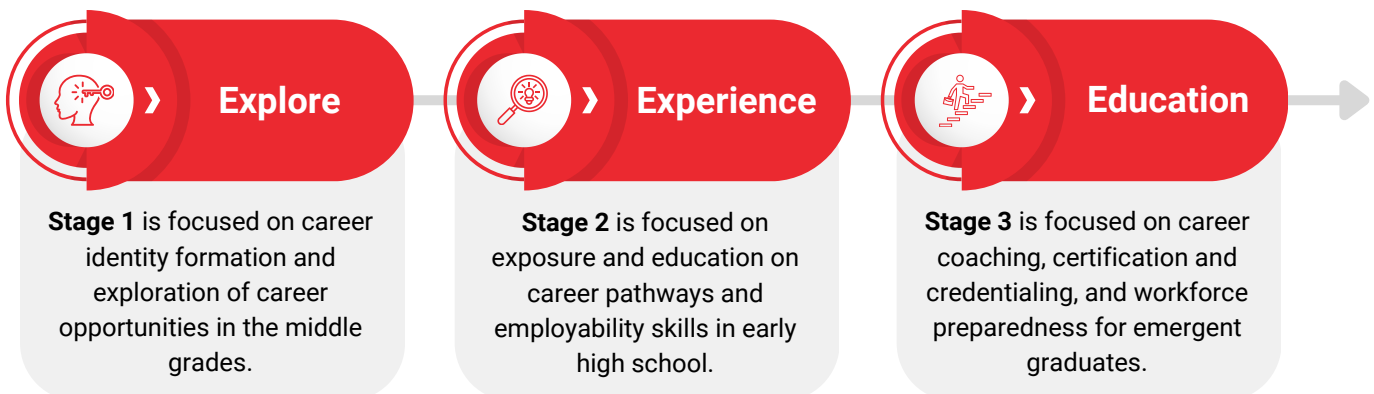 Explore
Stage 1 is focused on career
identity formation and
exploration of career
opportunities in the middle
grades.
Experience
Stage 2 is focused on
exposure and education on
career pathways and
employability skills in early
high school.
Education
Stage 3 is focused on career
coaching, certification and
credentialing, and workforce
preparedness for emergent
graduates.